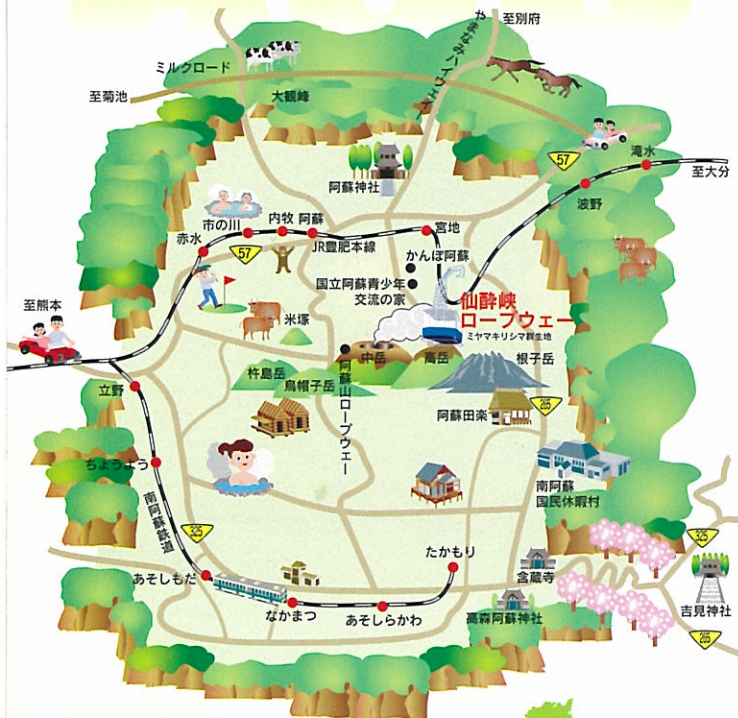 至別府
やまなみハイウェー
ミルクロード
至菊池
大観峰
57
滝水
至大分
波野
阿蘇神社
市の川
内牧
阿蘇
宮地
赤水
57
JR豊肥本線
かんぽ阿蘇
国立阿蘇青少年
交流の家
仙酔峡
ロープウェー
ミヤマキリシマ群生地
至熊本
米塚
中岳
高岳
根子岳
杵島岳
烏帽子岳
阿蘇山ロープウェー
立野
阿蘇田楽
265
ちょうよう
南阿蘇
国民休暇村
南阿蘇鉄道
325
325
たかもり
あそしもだ
含蔵寺
なかまつ
あそしらかわ
高森阿蘇神社
吉見神社
265